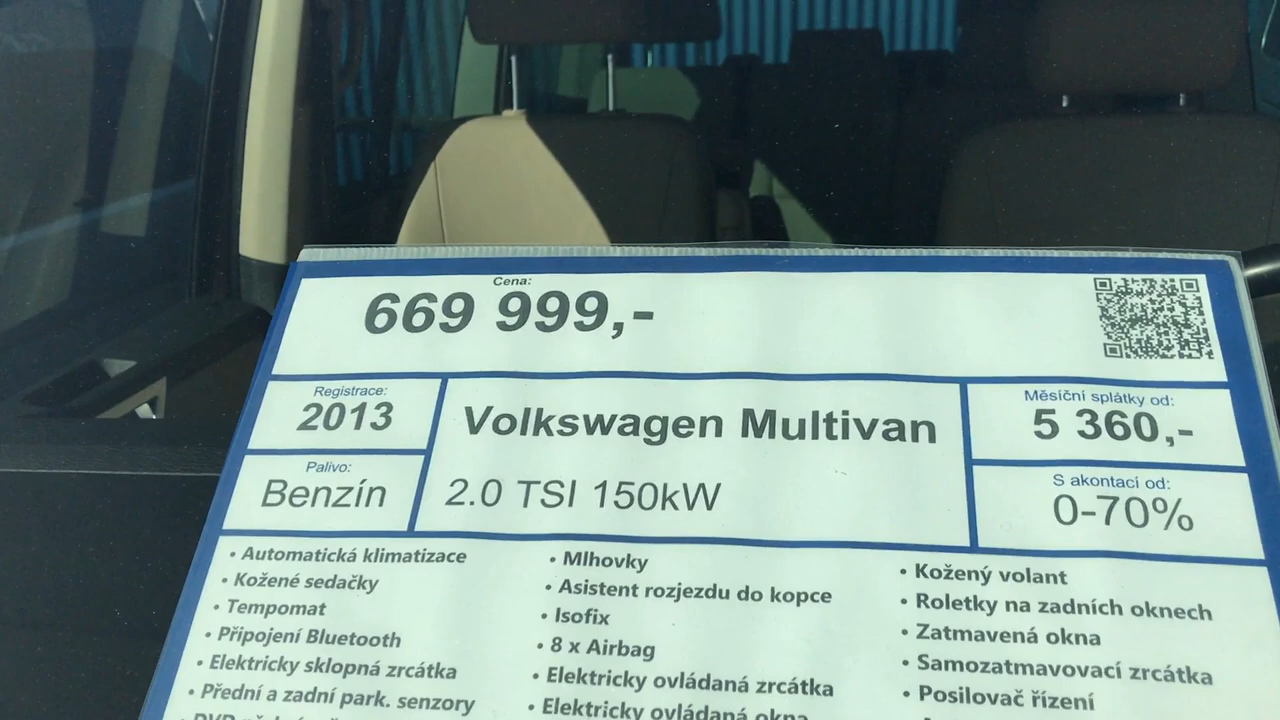 Cena:
669 999,-
Registrace:
2013
Palivo:
Benzín
Volkswagen Multivan
2.0 TSI 150kW
Měsíční splátky od:
5 360,-
S akontací od:
0-70%
• Automatická klimatizace
• Kožené sedačky
• Tempomat
• Připojení Bluetooth
• Elektricky sklopná zrcátka
• Přední a zadní park. senzory
• Mlhovky
• Asistent rozjezdu do kopce
• Isofix
• 8 x Airbag
• Elektricky ovládaná zrcátka
• Elektricky ovládaná okna
• Kožený volant
• Roletky na zadních oknech
• Zatmavená okna
• Samozatmavovací zrcátka
• Posilovač řízení